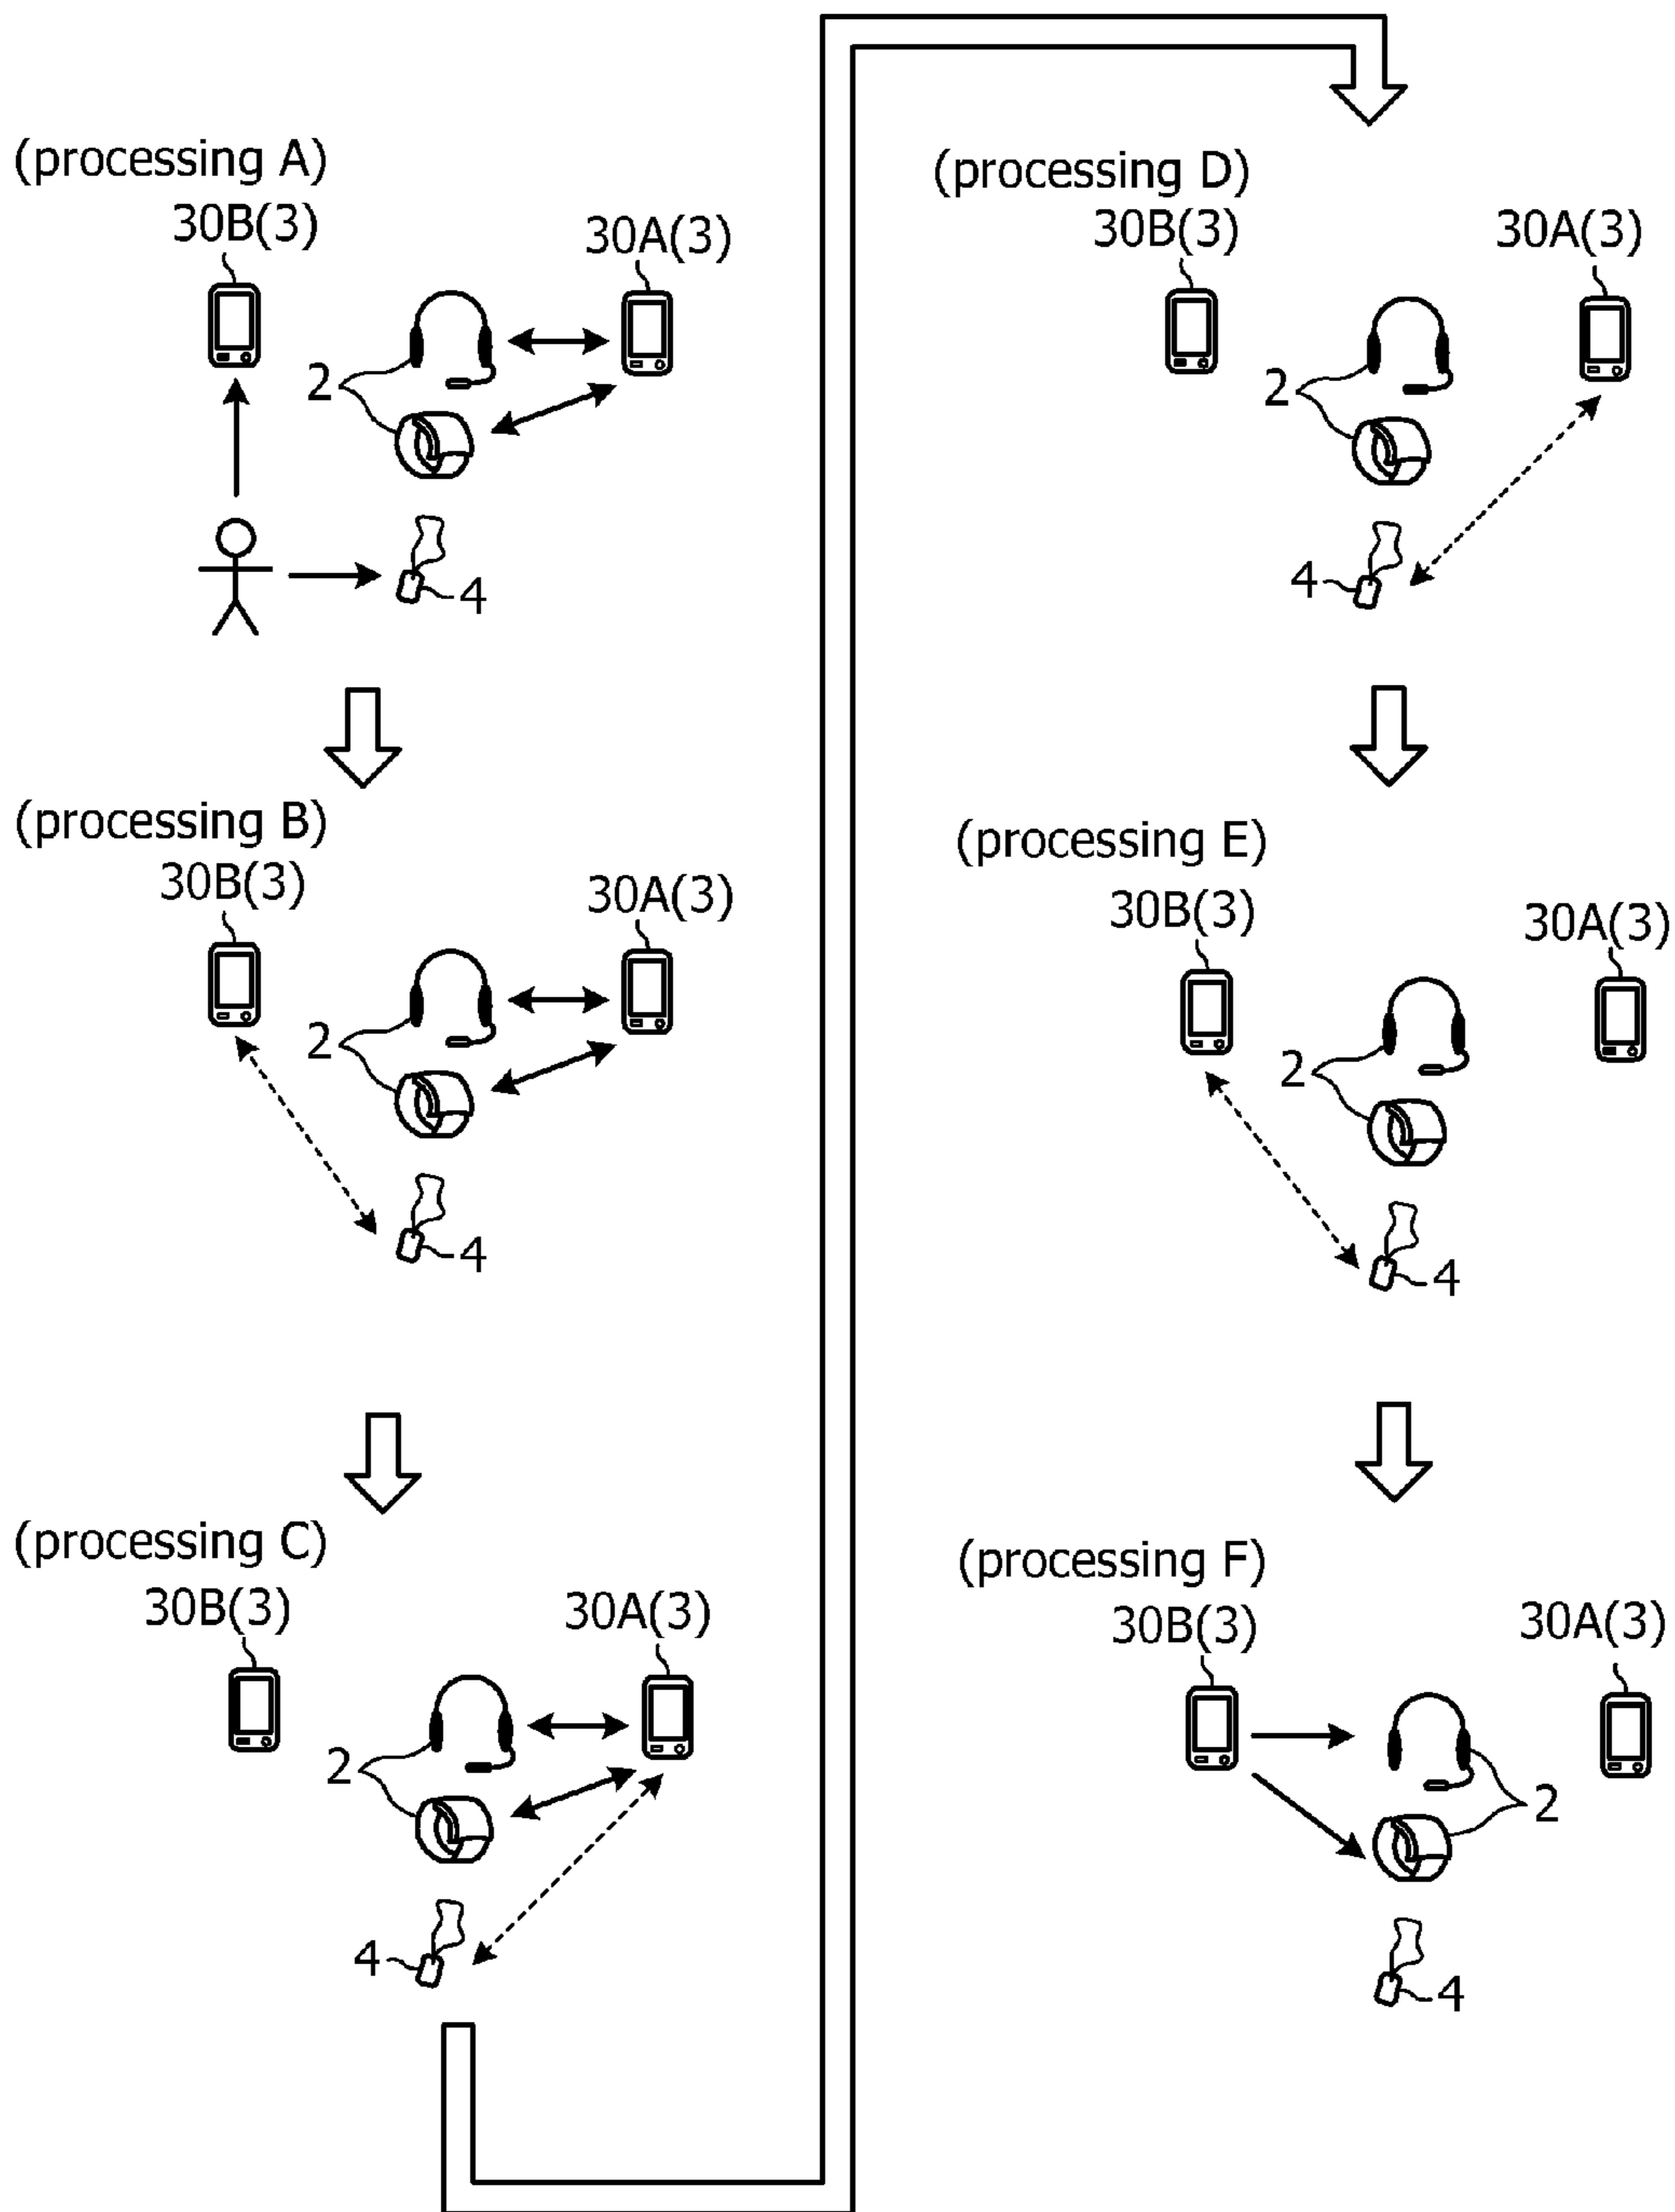 (processing A)
30B(3)
30A(3)
2
4
(processing B)
30B(3)
30A(3)
2
4
(processing C)
30B(3)
30A(3)
2
4
(processing D)
30B(3)
30A(3)
2
4
(processing E)
30B(3)
30A(3)
2
4
(processing F)
30B(3)
30A(3)
2
4